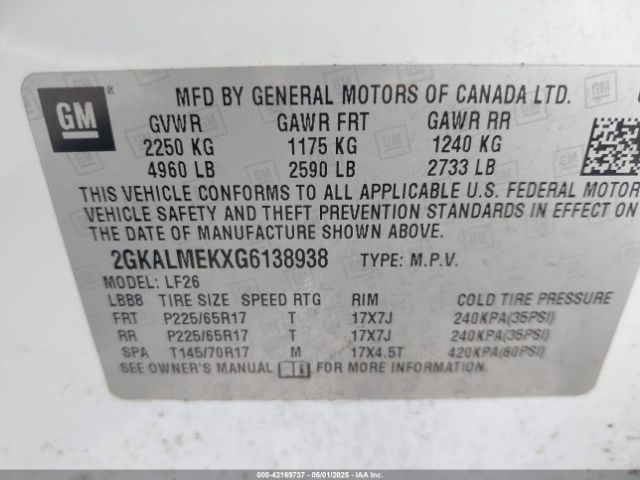 GM
MFD BY GENERAL MOTORS OF CANADA LTD.
GVWR GAWR FRT GAWR RR
2250 KG 1175 KG 1240 KG
4960 LB 2590 LB 2733 LB
THIS VEHICLE CONFORMS TO ALL APPLICABLE U.S. FEDERAL MOTOR
VEHICLE SAFETY AND THEFT PREVENTION STANDARDS IN EFFECT ON
THE DATE OF MANUFACTURE SHOWN ABOVE.
2GKALMEKXG6138938 TYPE: M.P.V.
MODEL: LF26
LBB8 TIRE SIZE SPEED RTG RIM COLD TIRE PRESSURE
FRT P225/65R17 T 17X7J 240KPA(35PSI)
RR P225/65R17 T 17X7J 240KPA(35PSI)
SPA T145/70R17 M 17X4.5T 420KPA(60PSI)
SEE OWNER'S MANUAL FOR MORE INFORMATION.
000-42169737 - 05/01/2025 - COPYRIGHT IAA, LLC.